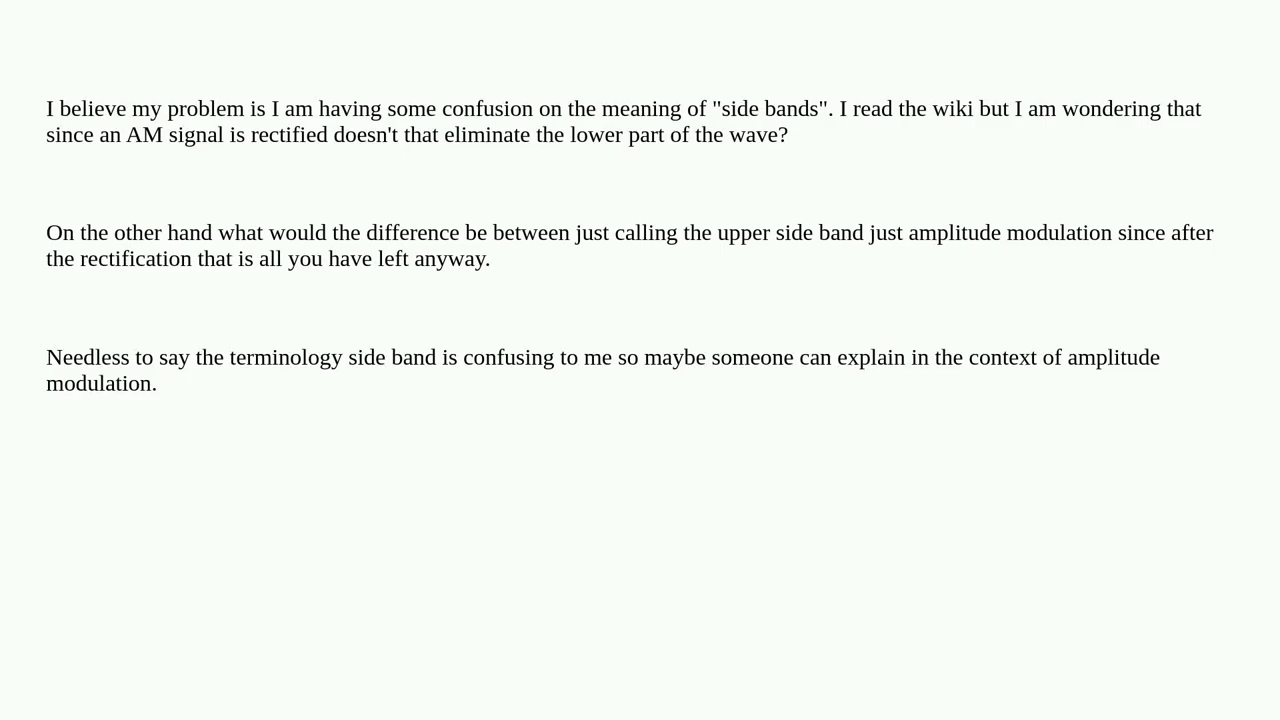 I believe my problem is I am having some confusion on the meaning of "side bands". I read the wiki but I am wondering that
since an AM signal is rectified doesn't that eliminate the lower part of the wave?
On the other hand what would the difference be between just calling the upper side band just amplitude modulation since after
the rectification that is all you have left anyway.
Needless to say the terminology side band is confusing to me so maybe someone can explain in the context of amplitude
modulation.